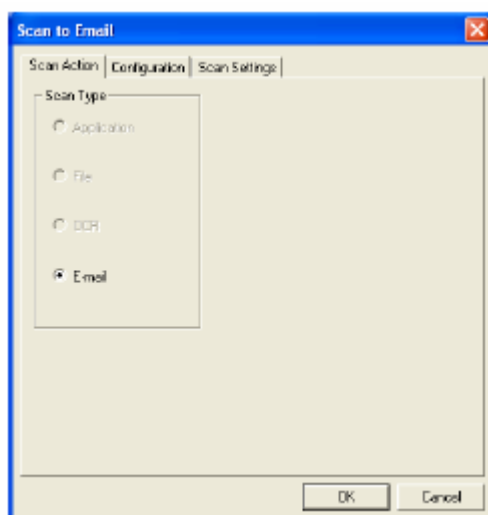 Scan to Email
Scan Action Configuration Scan Settings
Scan Type
Application
File
OCR
E-mail
OK Cancel